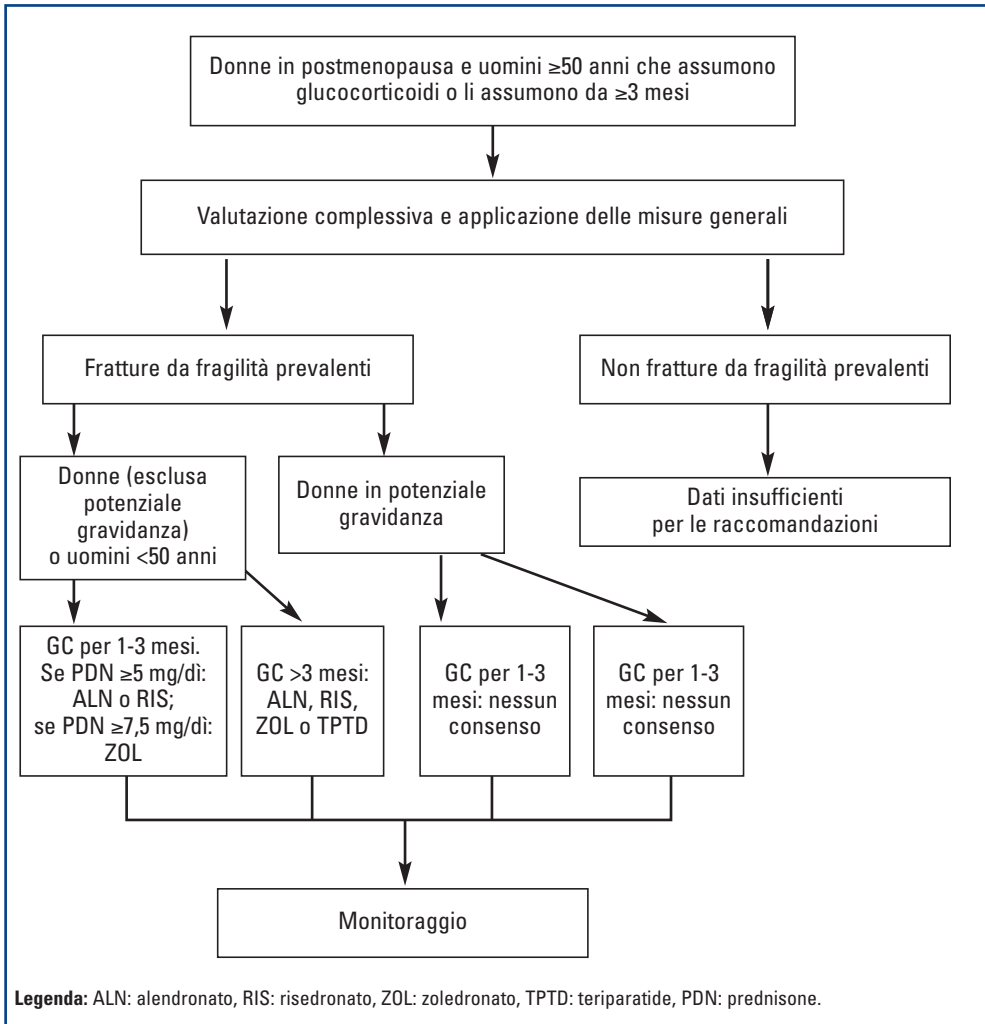 Donne in postmenopausa e uomini ≥50 anni che assumono
glucocorticoidi o li assumono da ≥3 mesi
Valutazione complessiva e applicazione delle misure generali
Fratture da fragilità prevalenti
Non fratture da fragilità prevalenti
Donne (esclusa
potenziale
gravidanza)
o uomini <50 anni
Donne in potenziale
gravidanza
Dati insufficienti
per le raccomandazioni
GC per 1-3 mesi.
Se PDN ≥5 mg/dì:
ALN o RIS;
se PDN ≥7,5 mg/dì:
ZOL
GC >3 mesi:
ALN, RIS,
ZOL o TPTD
GC per 1-3
mesi: nessun
consenso
GC per 1-3
mesi: nessun
consenso
Monitoraggio
Legenda: ALN: alendronato, RIS: risedronato, ZOL: zoledronato, TPTD: teriparatide, PDN: prednisone.